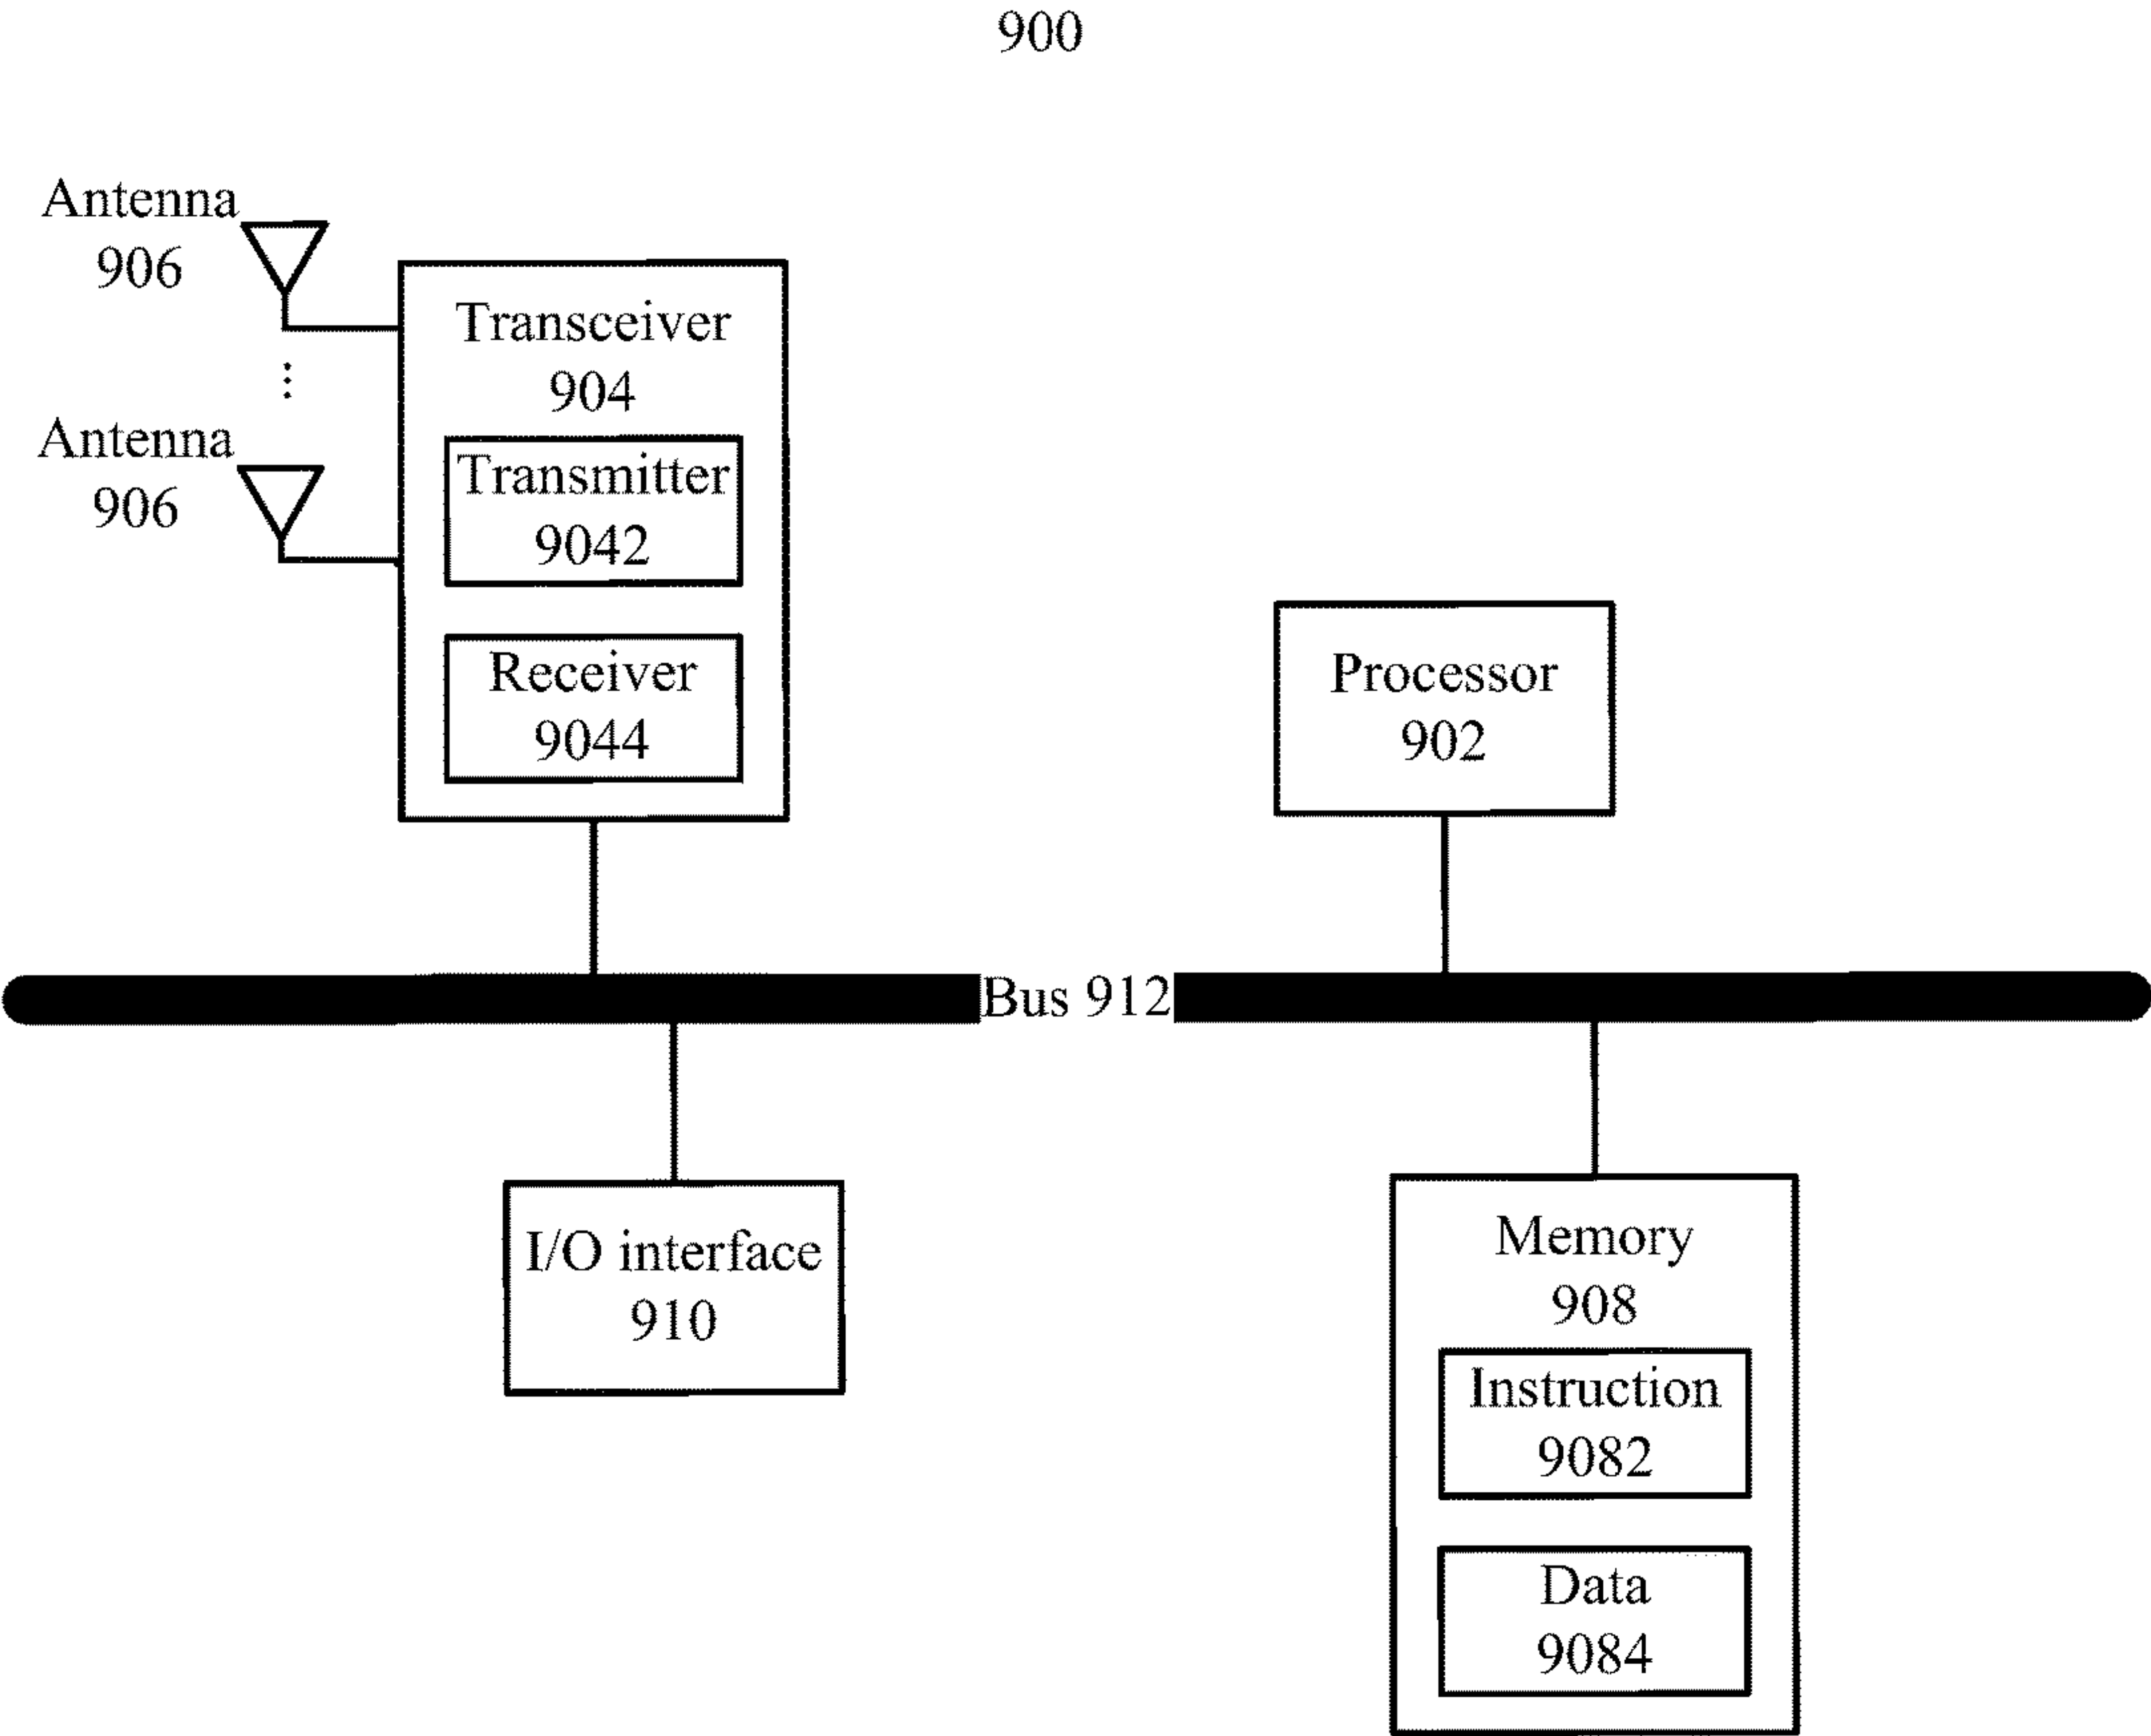 900
Antenna
906
Transceiver
904
Antenna
906
Transmitter
9042
Receiver
9044
Processor
902
Bus 912
I/O interface
910
Memory
908
Instruction
9082
Data
9084